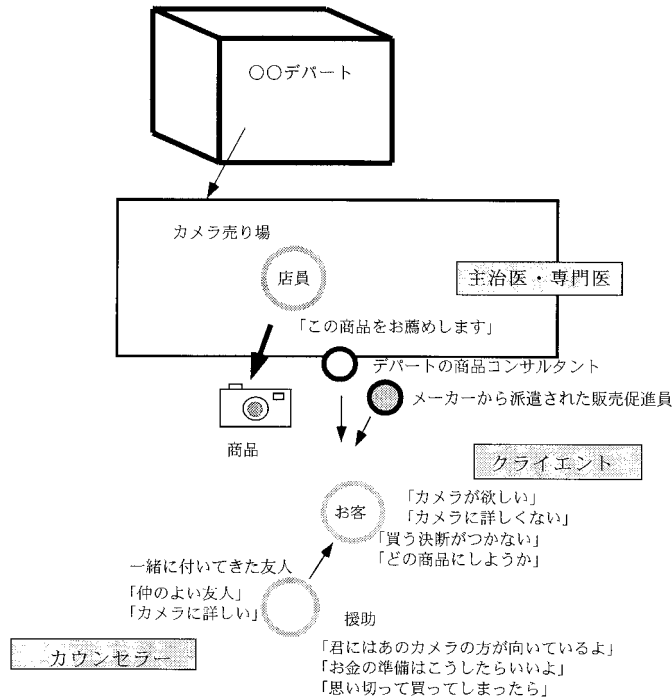 〇〇デパート
カメラ売り場
店員
主治医・専門医
「この商品をお薦めします」
デパートの商品コンサルタント
メーカーから派遣された販売促進員
商品
クライエント
お客
「カメラが欲しい」
「カメラに詳しくない」
「買う決断がつかない」
「どの商品にしようか」
一緒に付いてきた友人
「仲のよい友人」
「カメラに詳しい」
援助
カウンセラー
「君にはあのカメラの方が向いているよ」
「お金の準備はこうしたらいいよ」
「思い切って買ってしまったら」